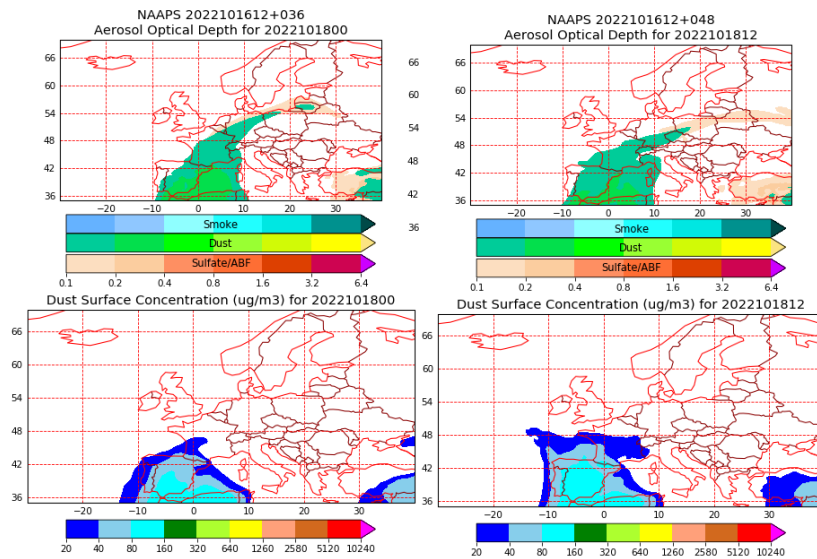 NAAPS 2022101612+036
Aerosol Optical Depth for 2022101800
66
60
54
48
42
36
−20 −10 0 10 20 30
Smoke
Dust
Sulfate/ABF
0.1 0.2 0.4 0.8 1.6 3.2 6.4
66
60
54
48
42
36
NAAPS 2022101612+048
Aerosol Optical Depth for 2022101812
66
60
54
48
42
36
−20 −10 0 10 20 30
Smoke
Dust
Sulfate/ABF
0.1 0.2 0.4 0.8 1.6 3.2 6.4
Dust Surface Concentration (ug/m3) for 2022101800
66
60
54
48
42
36
−20 −10 0 10 20 30
20 40 80 160 320 640 1260 2580 5120 10240
Dust Surface Concentration (ug/m3) for 2022101812
66
60
54
48
42
36
−20 −10 0 10 20 30
20 40 80 160 320 640 1260 2580 5120 10240